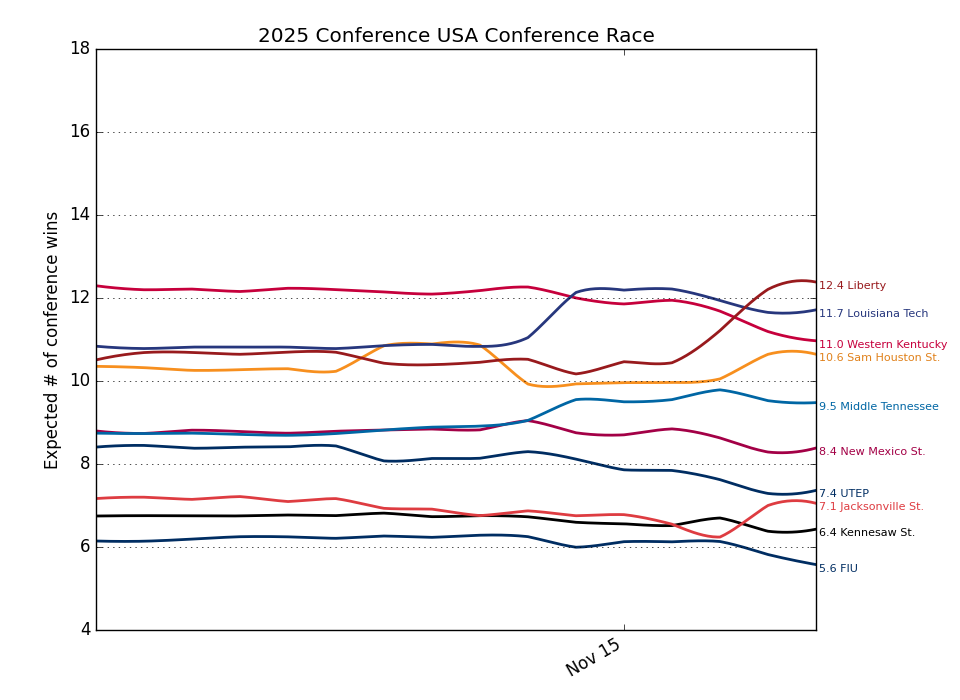 2025 Conference USA Conference Race
Expected # of conference wins
18
16
14
12
10
8
6
4
Nov 15
12.4 Liberty
11.7 Louisiana Tech
11.0 Western Kentucky
10.6 Sam Houston St.
9.5 Middle Tennessee
8.4 New Mexico St.
7.4 UTEP
7.1 Jacksonville St.
6.4 Kennesaw St.
5.6 FIU